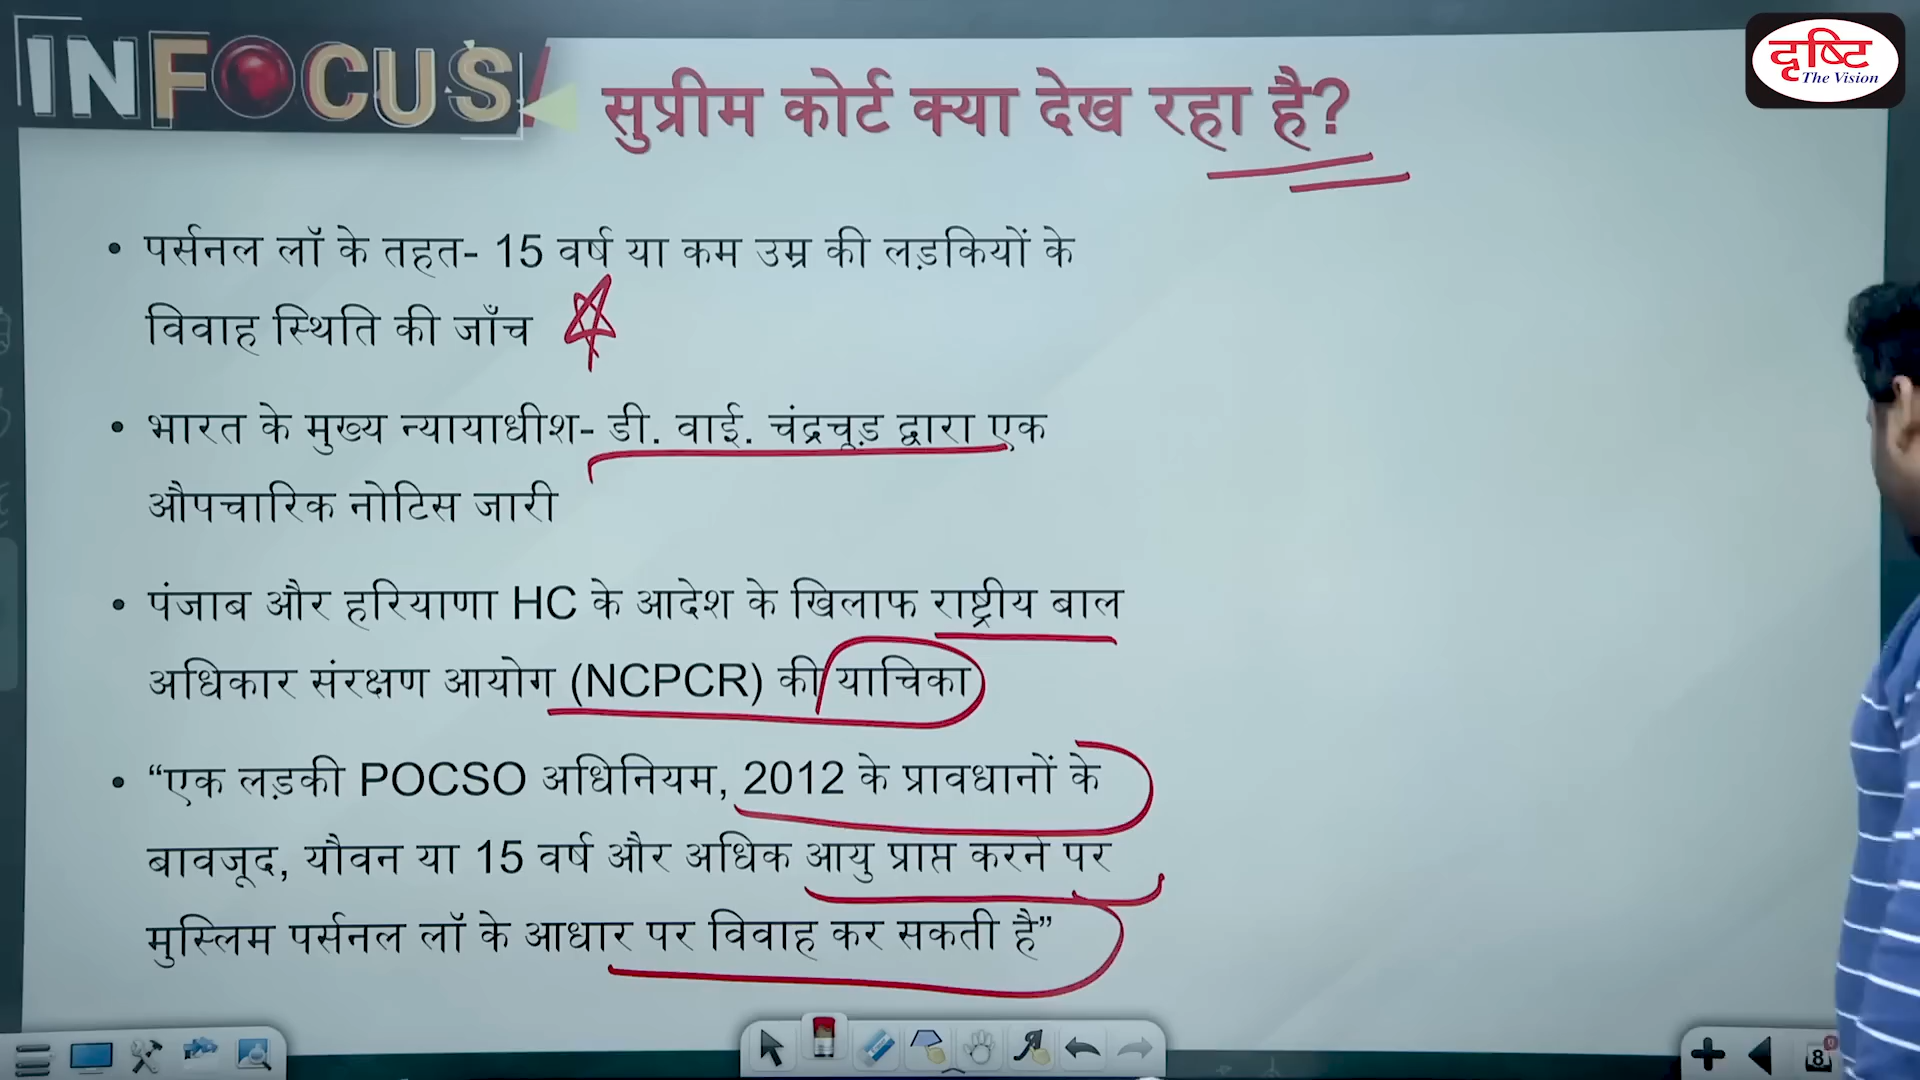 INFOCUS!
सुप्रीम कोर्ट क्या देख रहा है?
दृष्टि
The Vision
• पर्सनल लॉ के तहत- 15 वर्ष या कम उम्र की लड़कियों के
विवाह स्थिति की जाँच
• भारत के मुख्य न्यायाधीश- डी. वाई. चंद्रचूड़ द्वारा एक
औपचारिक नोटिस जारी
• पंजाब और हरियाणा HC के आदेश के खिलाफ राष्ट्रीय बाल
अधिकार संरक्षण आयोग (NCPCR) की याचिका
• “एक लड़की POCSO अधिनियम, 2012 के प्रावधानों के
बावजूद, यौवन या 15 वर्ष और अधिक आयु प्राप्त करने पर
मुस्लिम पर्सनल लॉ के आधार पर विवाह कर सकती है”
8